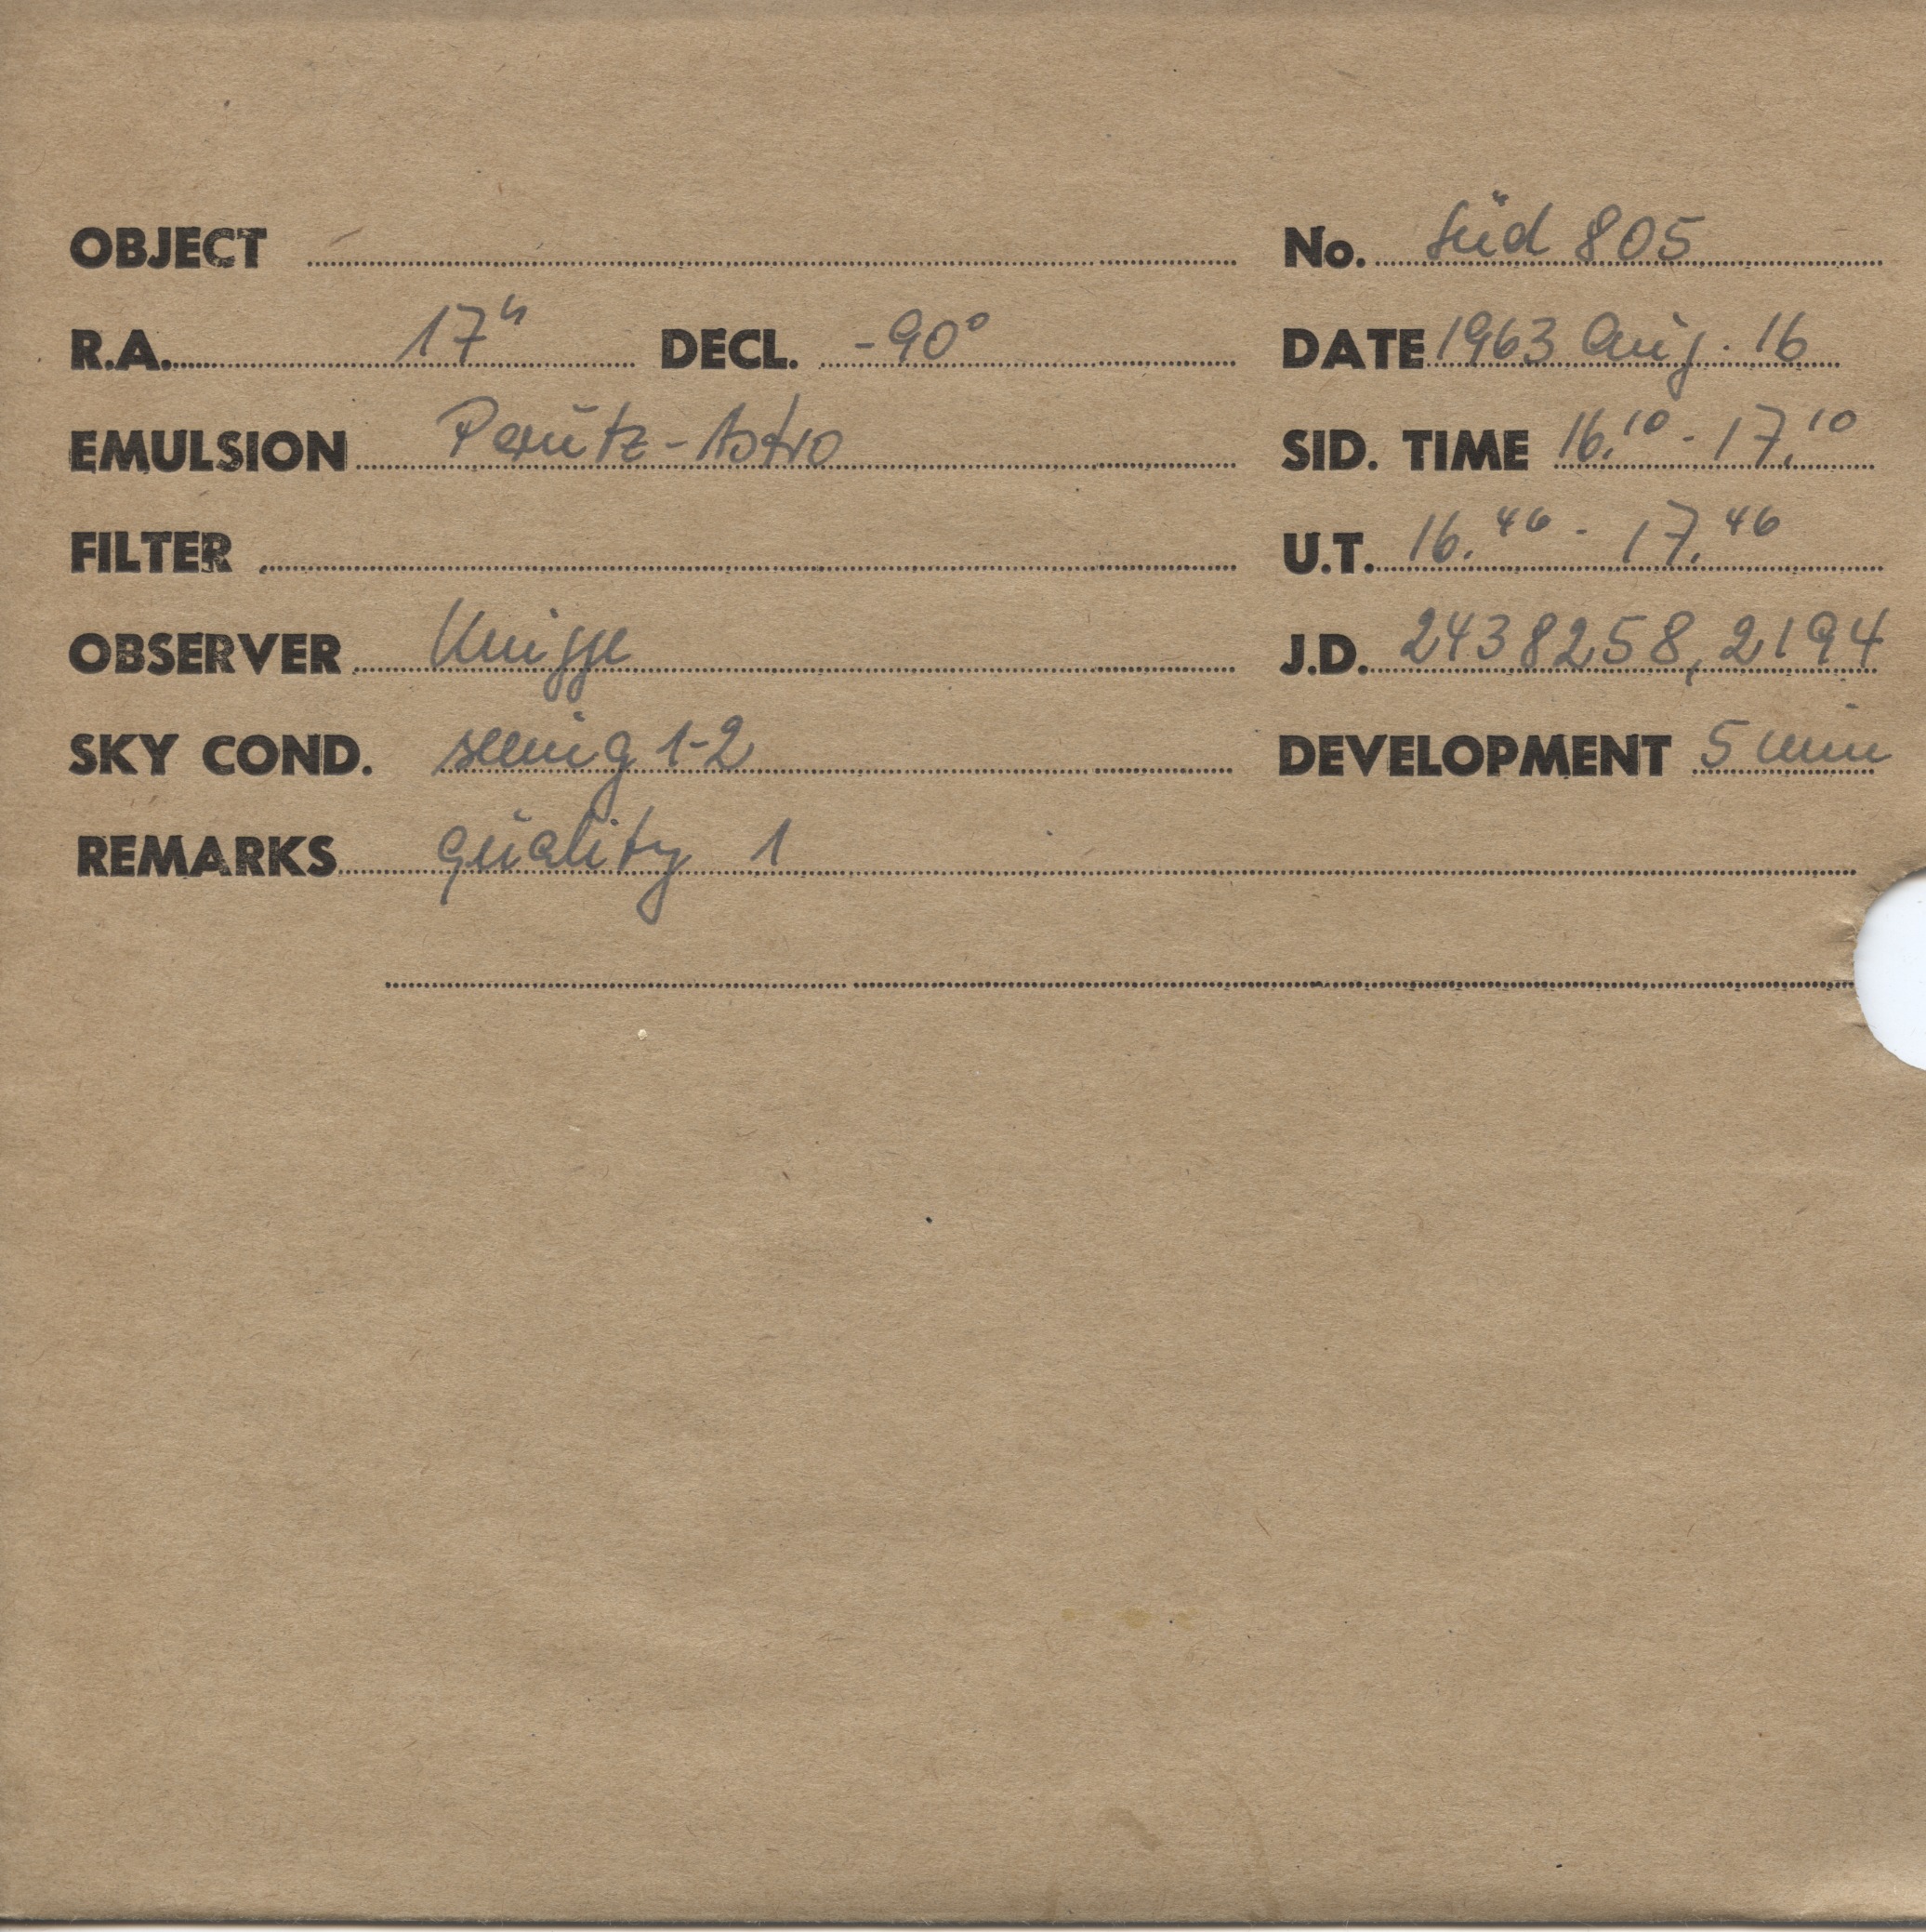 OBJECT No. Süd 805
R.A. 17h DECL. -90° DATE 1963 Aug. 16
EMULSION Perutz-Astro SID. TIME 16.10 - 17.10
FILTER U.T. 16.46 - 17.46
OBSERVER Knigge J.D. 2438258,2194
SKY COND. seeing 1-2 DEVELOPMENT 5 min
REMARKS quality 1